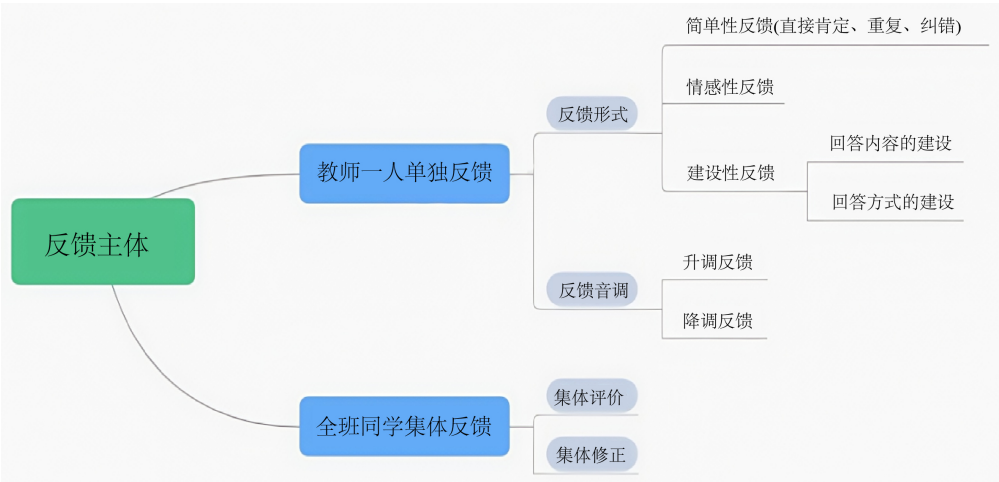 简单性反馈(直接肯定、重复、纠错)
情感性反馈
反馈形式
回答内容的建设
教师一人单独反馈
建设性反馈
回答方式的建设
反馈主体
升调反馈
反馈音调
降调反馈
集体评价
全班同学集体反馈
集体修正